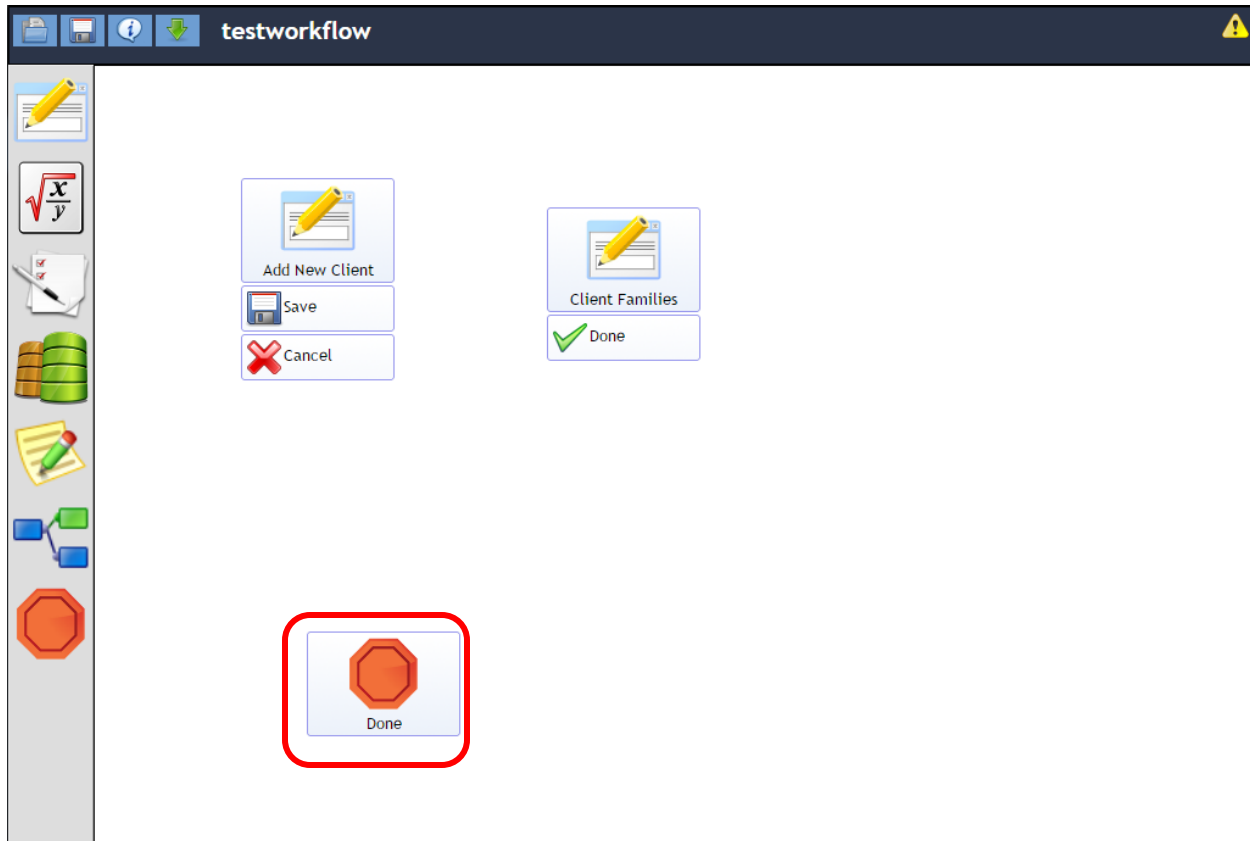 testworkflow
x
y
Add New Client
Save
Cancel
Client Families
Done
Done